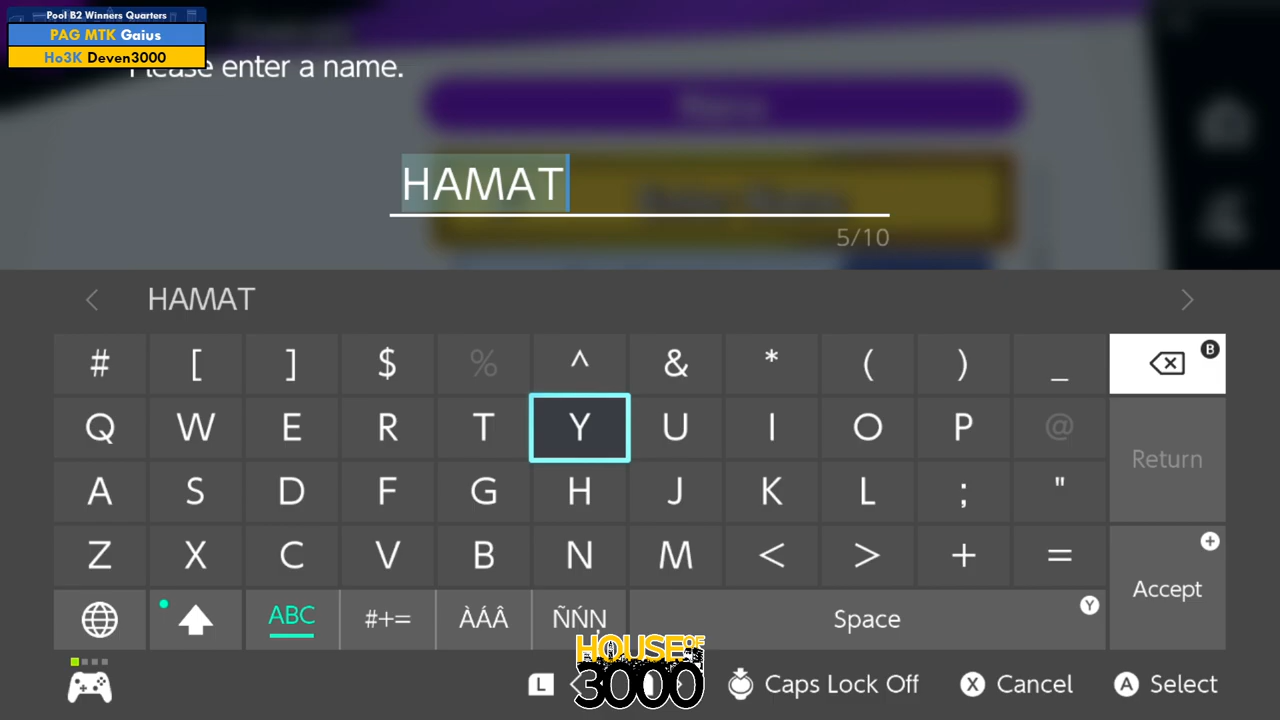 Pool B2 Winners Quarters
PAG MTK Gaius
Ho3K Deven3000
Please enter a name.
HAMAT
5/10
HAMAT
# [ ] $ % ^ & * ( ) _ B
Q W E R T Y U I O P @ Return
A S D F G H J K L ; "
Z X C V B N M < > + = Accept
ABC #+= ÀÁÂ ÑŃŅ Space Y
HOUSE OF
3000
L Caps Lock Off X Cancel A Select